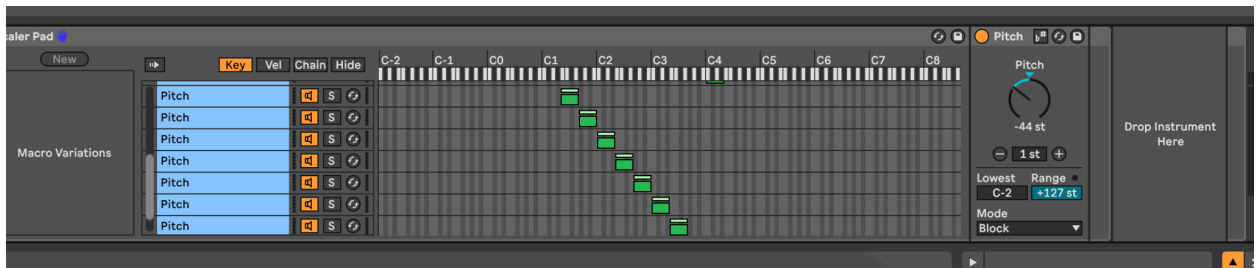 caler Pad
New
Macro Variations
Key Vel Chain Hide
C-2 C-1 C0 C1 C2 C3 C4 C5 C6 C7 C8
Pitch S
Pitch S
Pitch S
Pitch S
Pitch S
Pitch S
Pitch S
Pitch
Pitch
-44 st
1 st
Lowest Range
C-2 +127 st
Mode
Block
Drop Instrument
Here